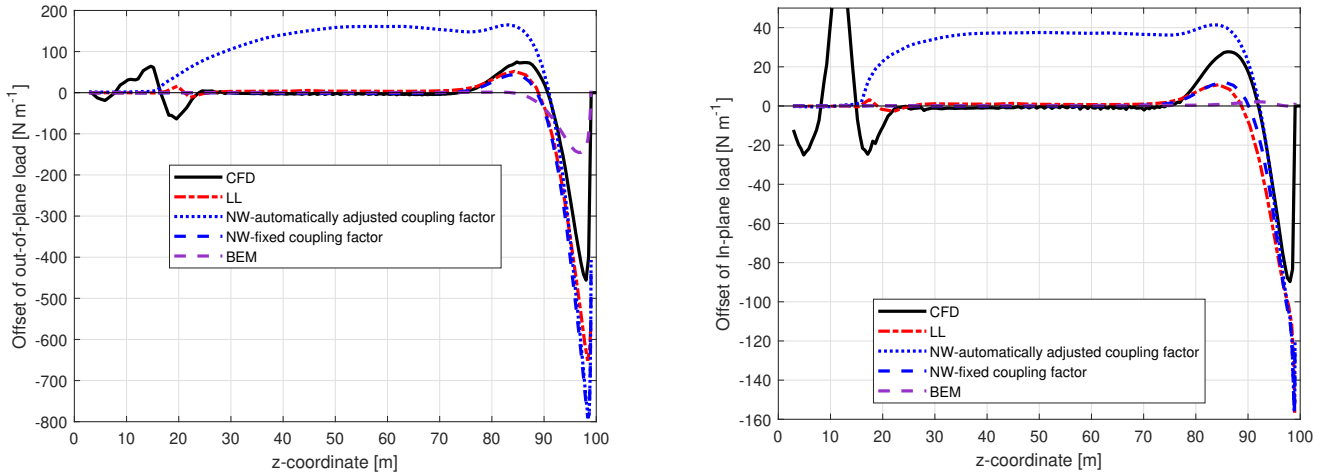 Offset of out-of-plane load [N m⁻¹]
200
100
0
-100
-200
-300
-400
-500
-600
-700
-800
CFD
LL
NW-automatically adjusted coupling factor
NW-fixed coupling factor
BEM
0 10 20 30 40 50 60 70 80 90 100
z-coordinate [m]
Offset of In-plane load [N m⁻¹]
40
20
0
-20
-40
-60
-80
-100
-120
-140
-160
CFD
LL
NW-automatically adjusted coupling factor
NW-fixed coupling factor
BEM
0 10 20 30 40 50 60 70 80 90 100
z-coordinate [m]